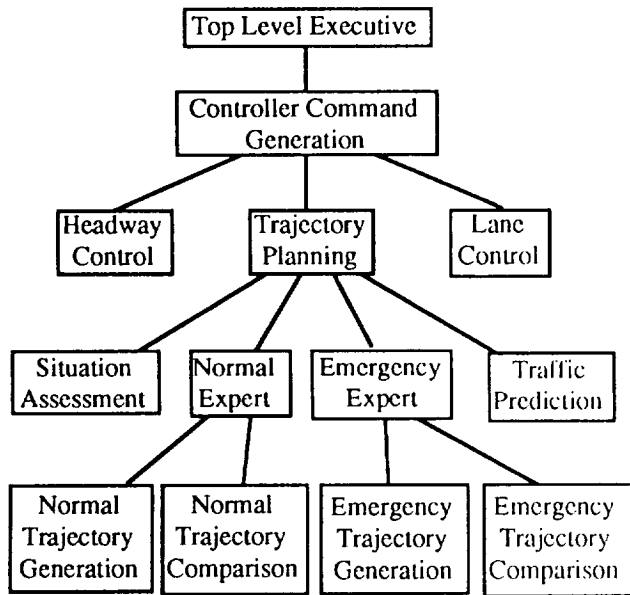 Top Level Executive
Controller Command
Generation
Headway
Control
Trajectory
Planning
Lane
Control
Situation
Assessment
Normal
Expert
Emergency
Expert
Traffic
Prediction
Normal
Trajectory
Generation
Normal
Trajectory
Comparison
Emergency
Trajectory
Generation
Emergency
Trajectory
Comparison